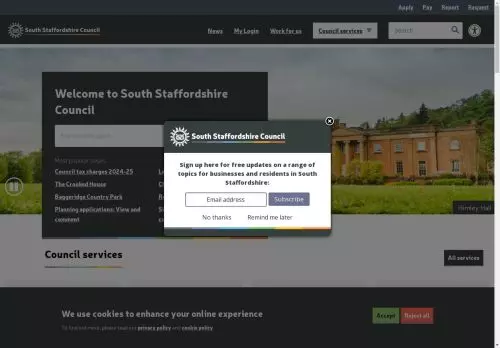 Apply Pay Report Request
South Staffordshire Council
News My Login Work for us Council services Search
Welcome to South Staffordshire
Council
Most popular pages
Council tax charges 2024-25
The Crooked House
Baggeridge Country Park
Planning applications: View and
comment
South Staffordshire Council
Sign up here for free updates on a range of
topics for businesses and residents in South
Staffordshire:
Email address Subscribe
No thanks Remind me later
Himley Hall
Council services
All services
We use cookies to enhance your online experience
To find out more, please read our privacy policy and cookie policy
Accept Reject all